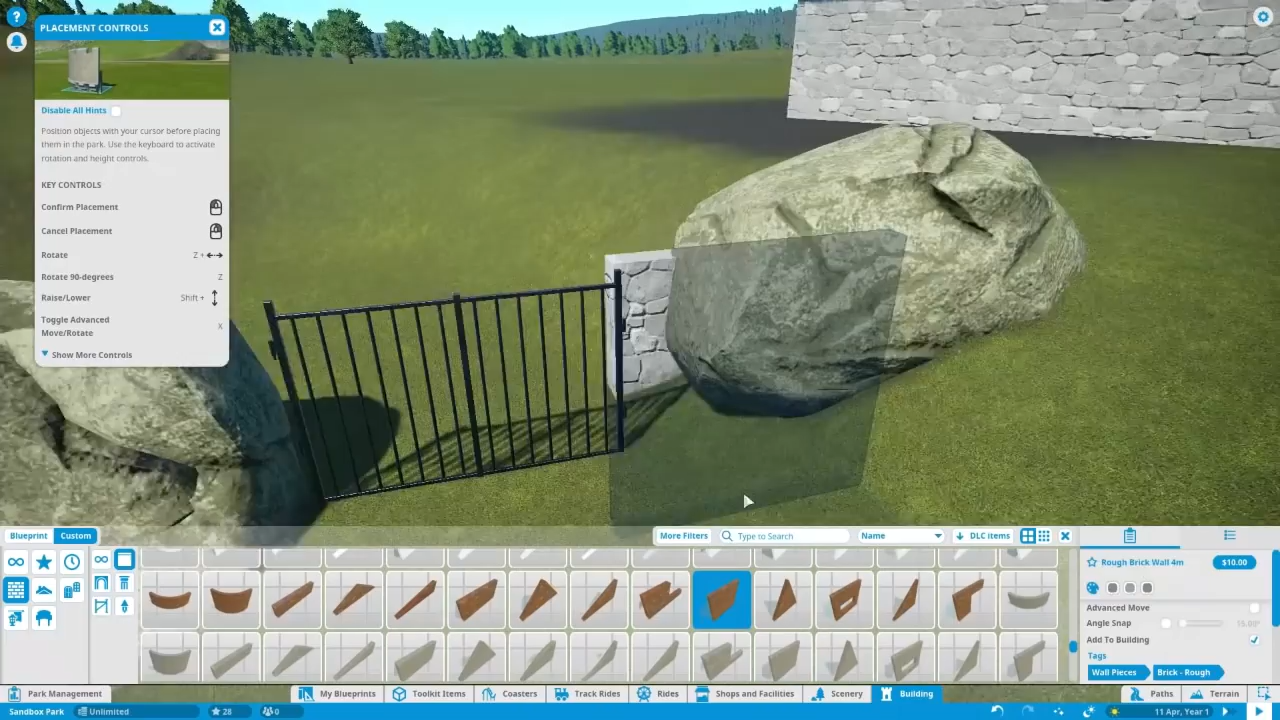 PLACEMENT CONTROLS
Disable All Hints
Position objects with your cursor before placing
them in the park. Use the keyboard to activate
rotation and height controls.
KEY CONTROLS
Confirm Placement
Cancel Placement
Rotate Z +
Rotate 90-degrees Z
Raise/Lower Shift +
Toggle Advanced
Move/Rotate X
Show More Controls
Blueprint Custom
More Filters Type to Search Name DLC items
Rough Brick Wall 4m $10.00
Advanced Move
Angle Snap 15.00°
Add To Building
Tags
Wall Pieces Brick - Rough
Park Management My Blueprints Toolkit Items Coasters Track Rides Rides Shops and Facilities Scenery Building Paths Terrain
Sandbox Park Unlimited 28 0 11 Apr, Year 1